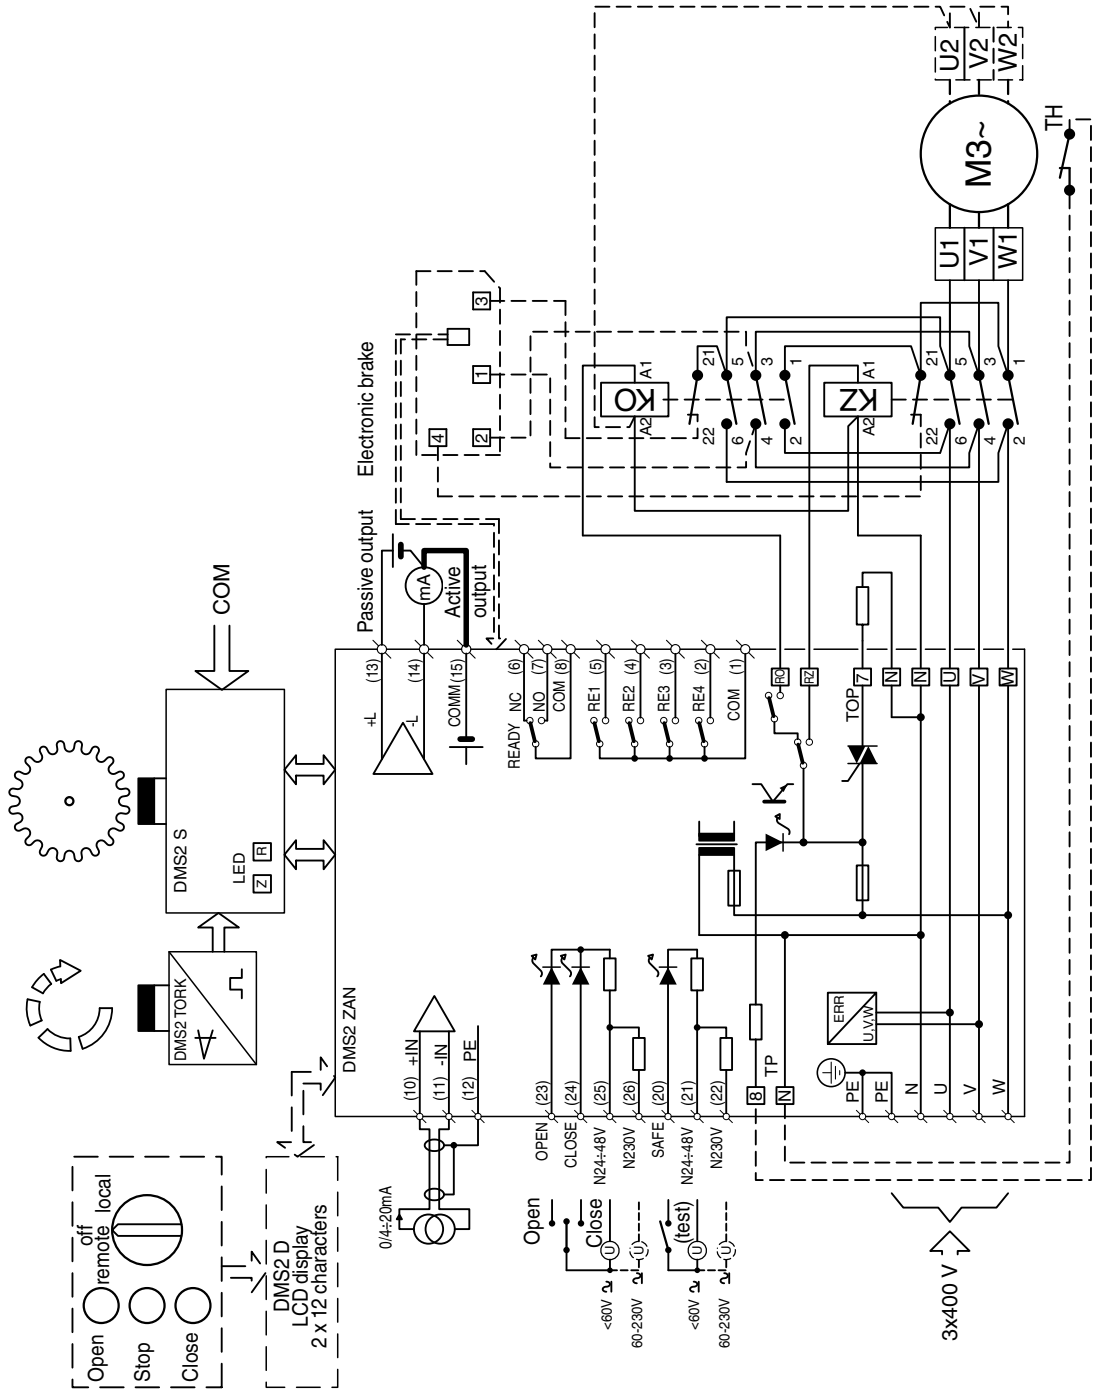 Open
Stop
Close
remote
off
local
DMS2 D
LCD display
2 x 12 characters
DMS2 TORK
DMS2 S
LED
Z
R
COM
DMS2 ZAN
0/4÷20mA
(10) +IN
(11) -IN
(12) PE
+L (13)
-L (14)
COMM (15)
Passive output
mA
Active
output
Electronic brake
4
2
1
3
READY
NC (6)
NO (7)
COM (8)
RE1 (5)
RE2 (4)
RE3 (3)
RE4 (2)
COM (1)
Open
Close
<60V
U
60-230V
U
OPEN (23)
CLOSE (24)
N24÷48V (25)
N230V (26)
(test)
<60V
U
60-230V
U
SAFE (20)
N24÷48V (21)
N230V (22)
8
TP
N
RO
RZ
TOP
7
N
N
U
V
W
ERR
U,V,W
PE
PE
N
U
V
W
3x400 V
KO
A2
A1
22
21
6
5
4
3
2
1
KZ
A2
A1
22
21
6
5
4
3
2
1
U1
V1
W1
M3~
U2
V2
W2
TH